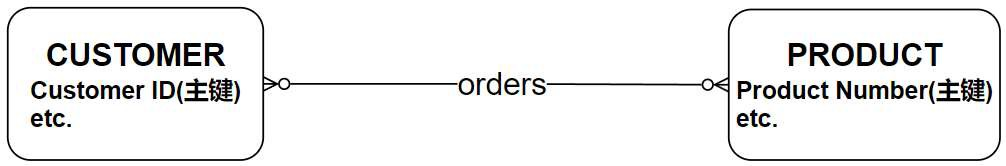 CUSTOMER
Customer ID(主键)
etc.
orders
PRODUCT
Product Number(主键)
etc.